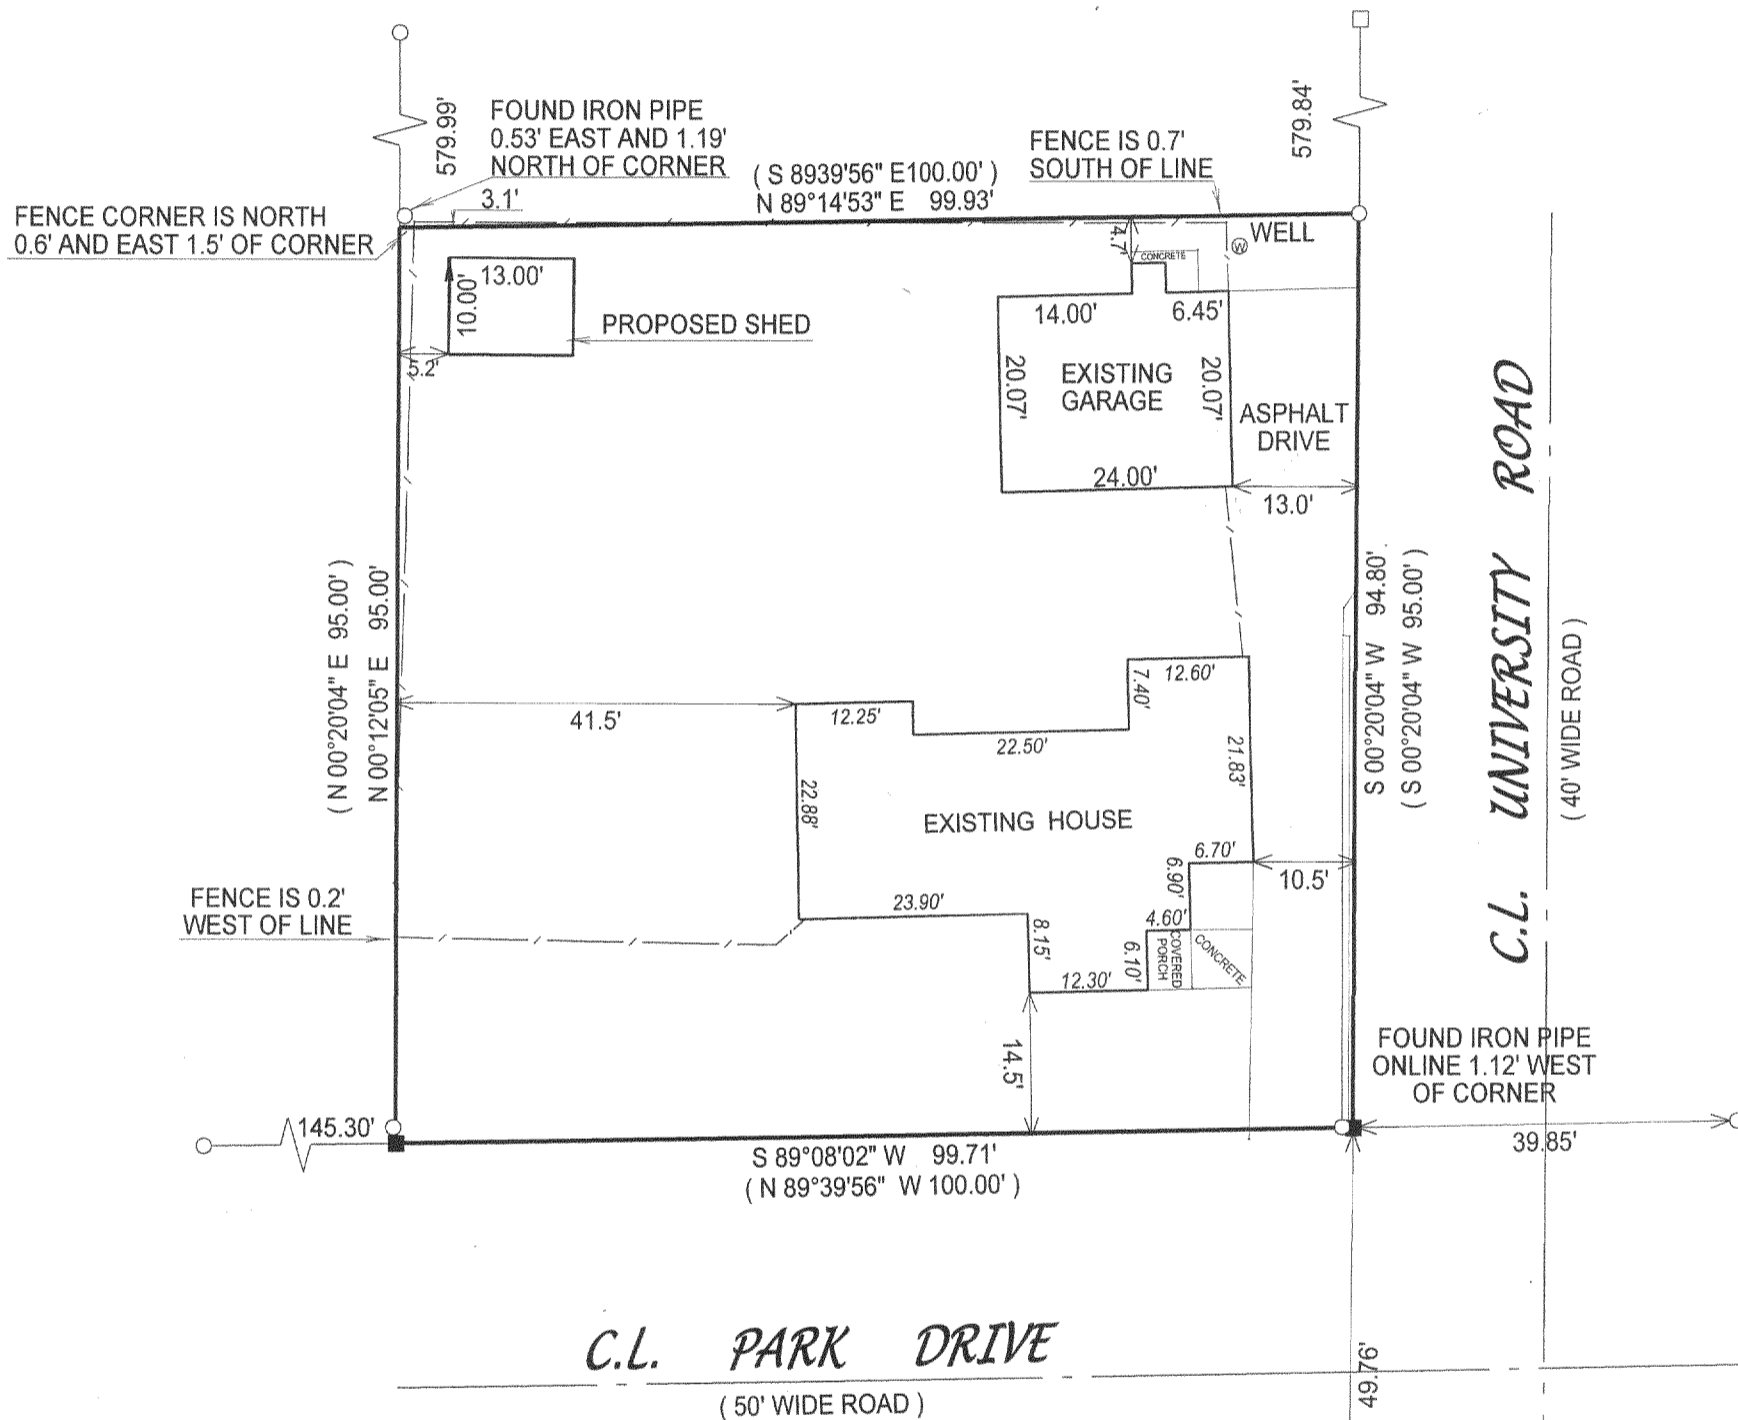 579.99'
FOUND IRON PIPE
0.53' EAST AND 1.19'
NORTH OF CORNER
3.1'
( S 8939'56" E100.00' )
N 89°14'53" E 99.93'
FENCE IS 0.7'
SOUTH OF LINE
579.84'
FENCE CORNER IS NORTH
0.6' AND EAST 1.5' OF CORNER
4.7'
W
WELL
CONCRETE
13.00'
10.00'
PROPOSED SHED
5.2'
14.00'
6.45'
20.07'
EXISTING
GARAGE
20.07'
24.00'
ASPHALT
DRIVE
13.0'
( N 00°20'04" E 95.00' )
N 00°12'05" E 95.00'
S 00°20'04" W 94.80'
( S 00°20'04" W 95.00' )
C.L. UNIVERSITY ROAD
( 40' WIDE ROAD )
41.5'
12.25'
22.50'
7.40'
12.60'
22.88'
21.83'
EXISTING HOUSE
6.70'
6.90'
10.5'
FENCE IS 0.2'
WEST OF LINE
23.90'
8.15'
4.60'
6.10'
COVERED
PORCH
CONCRETE
12.30'
14.5'
FOUND IRON PIPE
ONLINE 1.12' WEST
OF CORNER
145.30'
39.85'
S 89°08'02" W 99.71'
( N 89°39'56" W 100.00' )
C.L. PARK DRIVE
( 50' WIDE ROAD )
49.76'